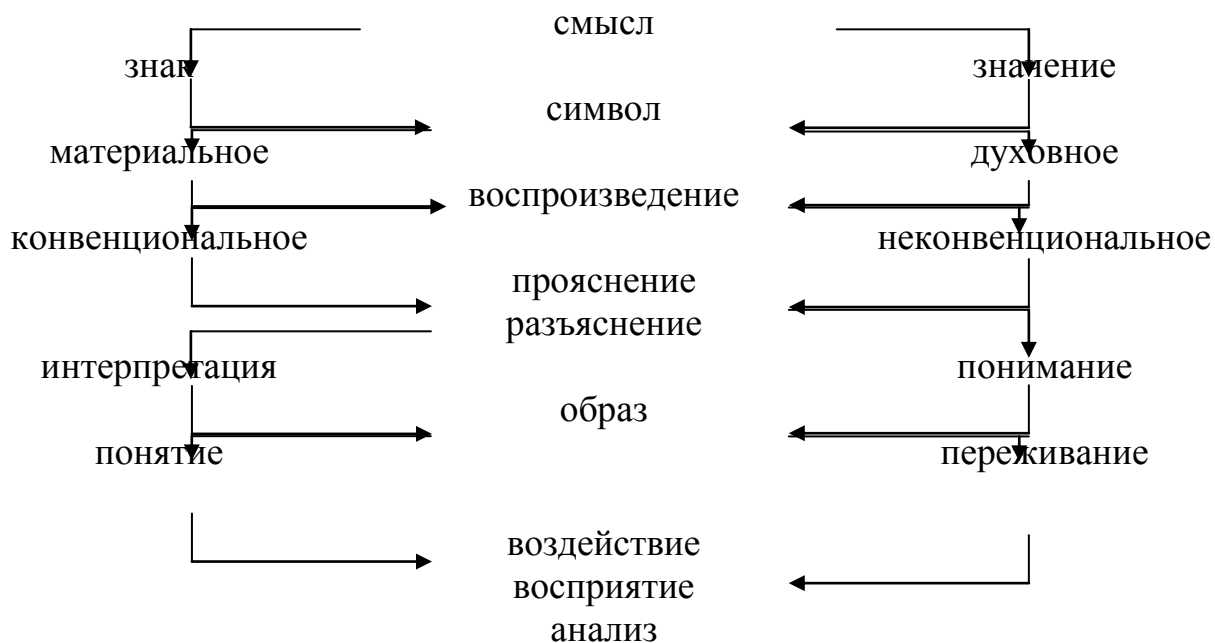 смысл
знак значение
символ
материальное духовное
воспроизведение
конвенциональное неконвенциональное
прояснение
разъяснение
интерпретация понимание
образ
понятие переживание
воздействие
восприятие
анализ